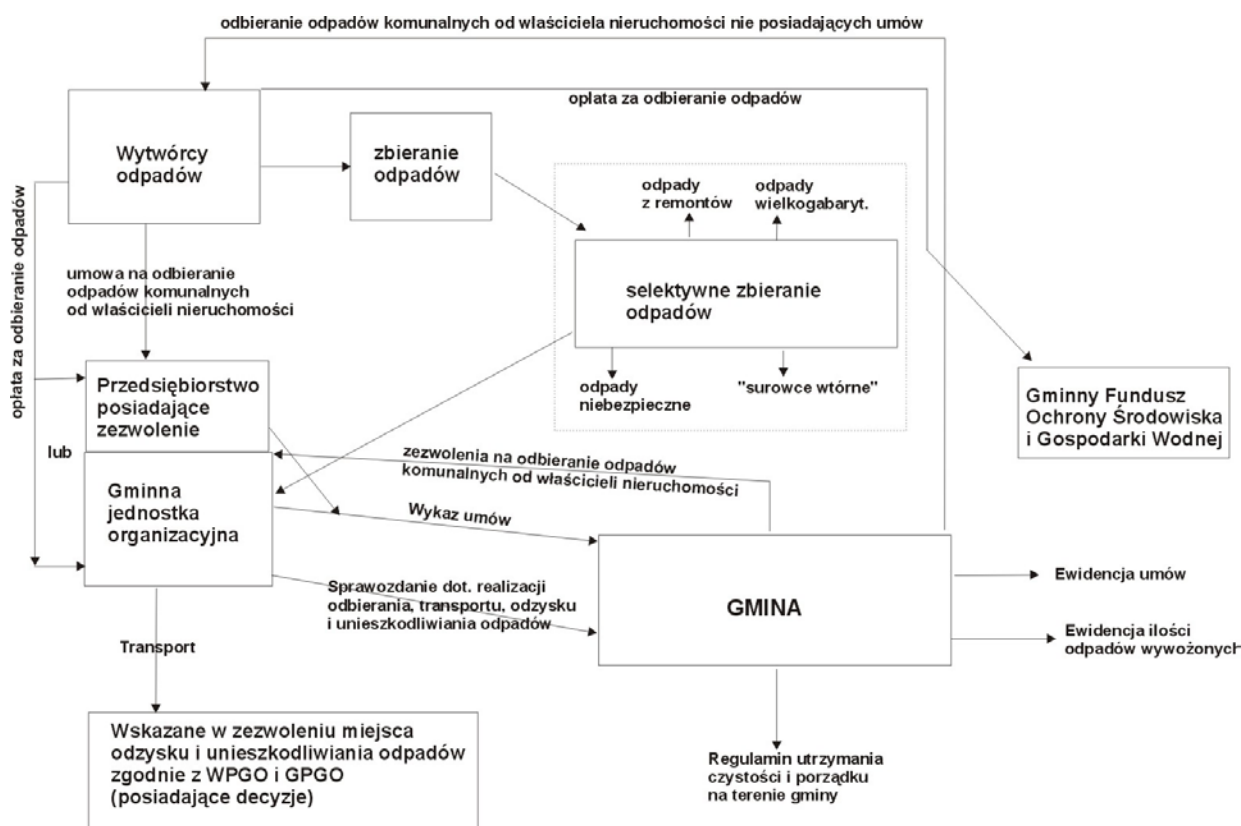 odbieranie odpadów komunalnych od właściciela nieruchomości nie posiadających umów
opłata za odbieranie odpadów
Wytwórcy
odpadów
zbieranie
odpadów
odpady
z remontów
odpady
wielkogabaryt.
selektywne zbieranie
odpadów
odpady
niebezpieczne
"surowce wtórne"
opłata za odbieranie odpadów
umowa na odbieranie
odpadów komunalnych
od właścicieli nieruchomości
Przedsiębiorstwo
posiadające
zezwolenie
lub
Gminna
jednostka
organizacyjna
Gminny Fundusz
Ochrony Środowiska
i Gospodarki Wodnej
zezwolenia na odbieranie odpadów
komunalnych od właścicieli nieruchomości
Wykaz umów
Sprawozdanie dot. realizacji
odbierania, transportu, odzysku
i unieszkodliwiania odpadów
GMINA
Ewidencja umów
Ewidencja ilości
odpadów wywożonych
Transport
Wskazane w zezwoleniu miejsca
odzysku i unieszkodliwiania odpadów
zgodnie z WPGO i GPGO
(posiadające decyzje)
Regulamin utrzymania
czystości i porządku
na terenie gminy